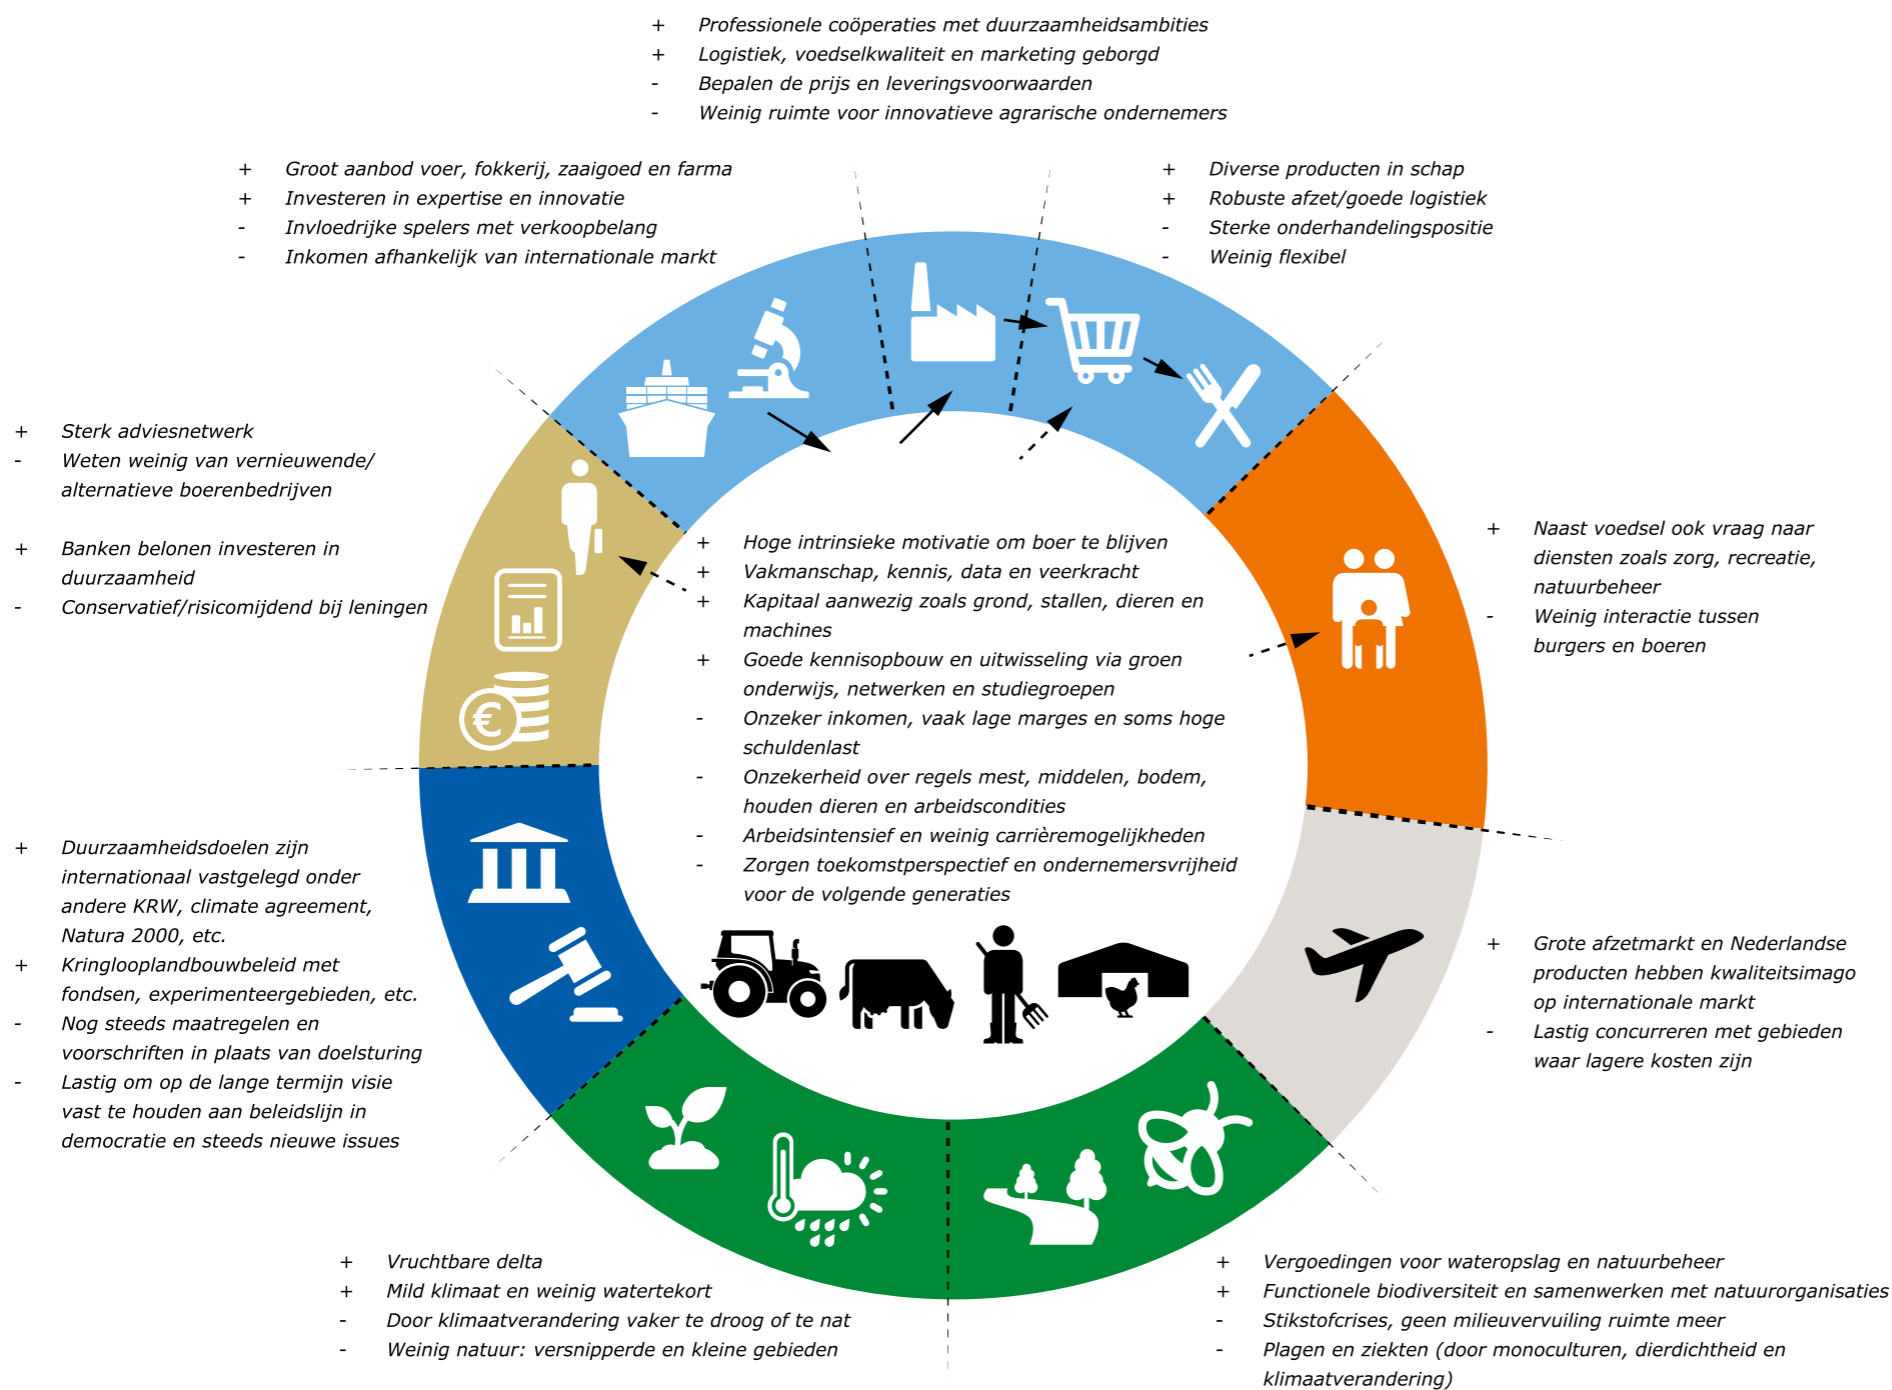 + Professionele coöperaties met duurzaamheidsambities
+ Logistiek, voedselkwaliteit en marketing geborgd
- Bepalen de prijs en leveringsvoorwaarden
- Weinig ruimte voor innovatieve agrarische ondernemers
+ Groot aanbod voer, fokkerij, zaaigoed en farma
+ Investeren in expertise en innovatie
- Invloedrijke spelers met verkoopbelang
- Inkomen afhankelijk van internationale markt
+ Diverse producten in schap
+ Robuste afzet/goede logistiek
- Sterke onderhandelingspositie
- Weinig flexibel
+ Sterk adviesnetwerk
- Weten weinig van vernieuwende/
alternatieve boerenbedrijven
+ Banken belonen investeren in
duurzaamheid
- Conservatief/risicomijdend bij leningen
€
+ Hoge intrinsieke motivatie om boer te blijven
+ Vakmanschap, kennis, data en veerkracht
+ Kapitaal aanwezig zoals grond, stallen, dieren en
machines
+ Goede kennisopbouw en uitwisseling via groen
onderwijs, netwerken en studiegroepen
- Onzeker inkomen, vaak lage marges en soms hoge
schuldenlast
- Onzekerheid over regels mest, middelen, bodem,
houden dieren en arbeidscondities
- Arbeidsintensief en weinig carrièremogelijkheden
- Zorgen toekomstperspectief en ondernemersvrijheid
voor de volgende generaties
+ Naast voedsel ook vraag naar
diensten zoals zorg, recreatie,
natuurbeheer
- Weinig interactie tussen
burgers en boeren
+ Duurzaamheidsdoelen zijn
internationaal vastgelegd onder
andere KRW, climate agreement,
Natura 2000, etc.
+ Kringlooplandbouwbeleid met
fondsen, experimenteergebieden, etc.
- Nog steeds maatregelen en
voorschriften in plaats van doelsturing
- Lastig om op de lange termijn visie
vast te houden aan beleidslijn in
democratie en steeds nieuwe issues
+ Grote afzetmarkt en Nederlandse
producten hebben kwaliteitsimago
op internationale markt
- Lastig concurreren met gebieden
waar lagere kosten zijn
+ Vruchtbare delta
+ Mild klimaat en weinig watertekort
- Door klimaatverandering vaker te droog of te nat
- Weinig natuur: versnipperde en kleine gebieden
+ Vergoedingen voor wateropslag en natuurbeheer
+ Functionele biodiversiteit en samenwerken met natuurorganisaties
- Stikstofcrises, geen milieuvervuiling ruimte meer
- Plagen en ziekten (door monoculturen, dierdichtheid en
klimaatverandering)